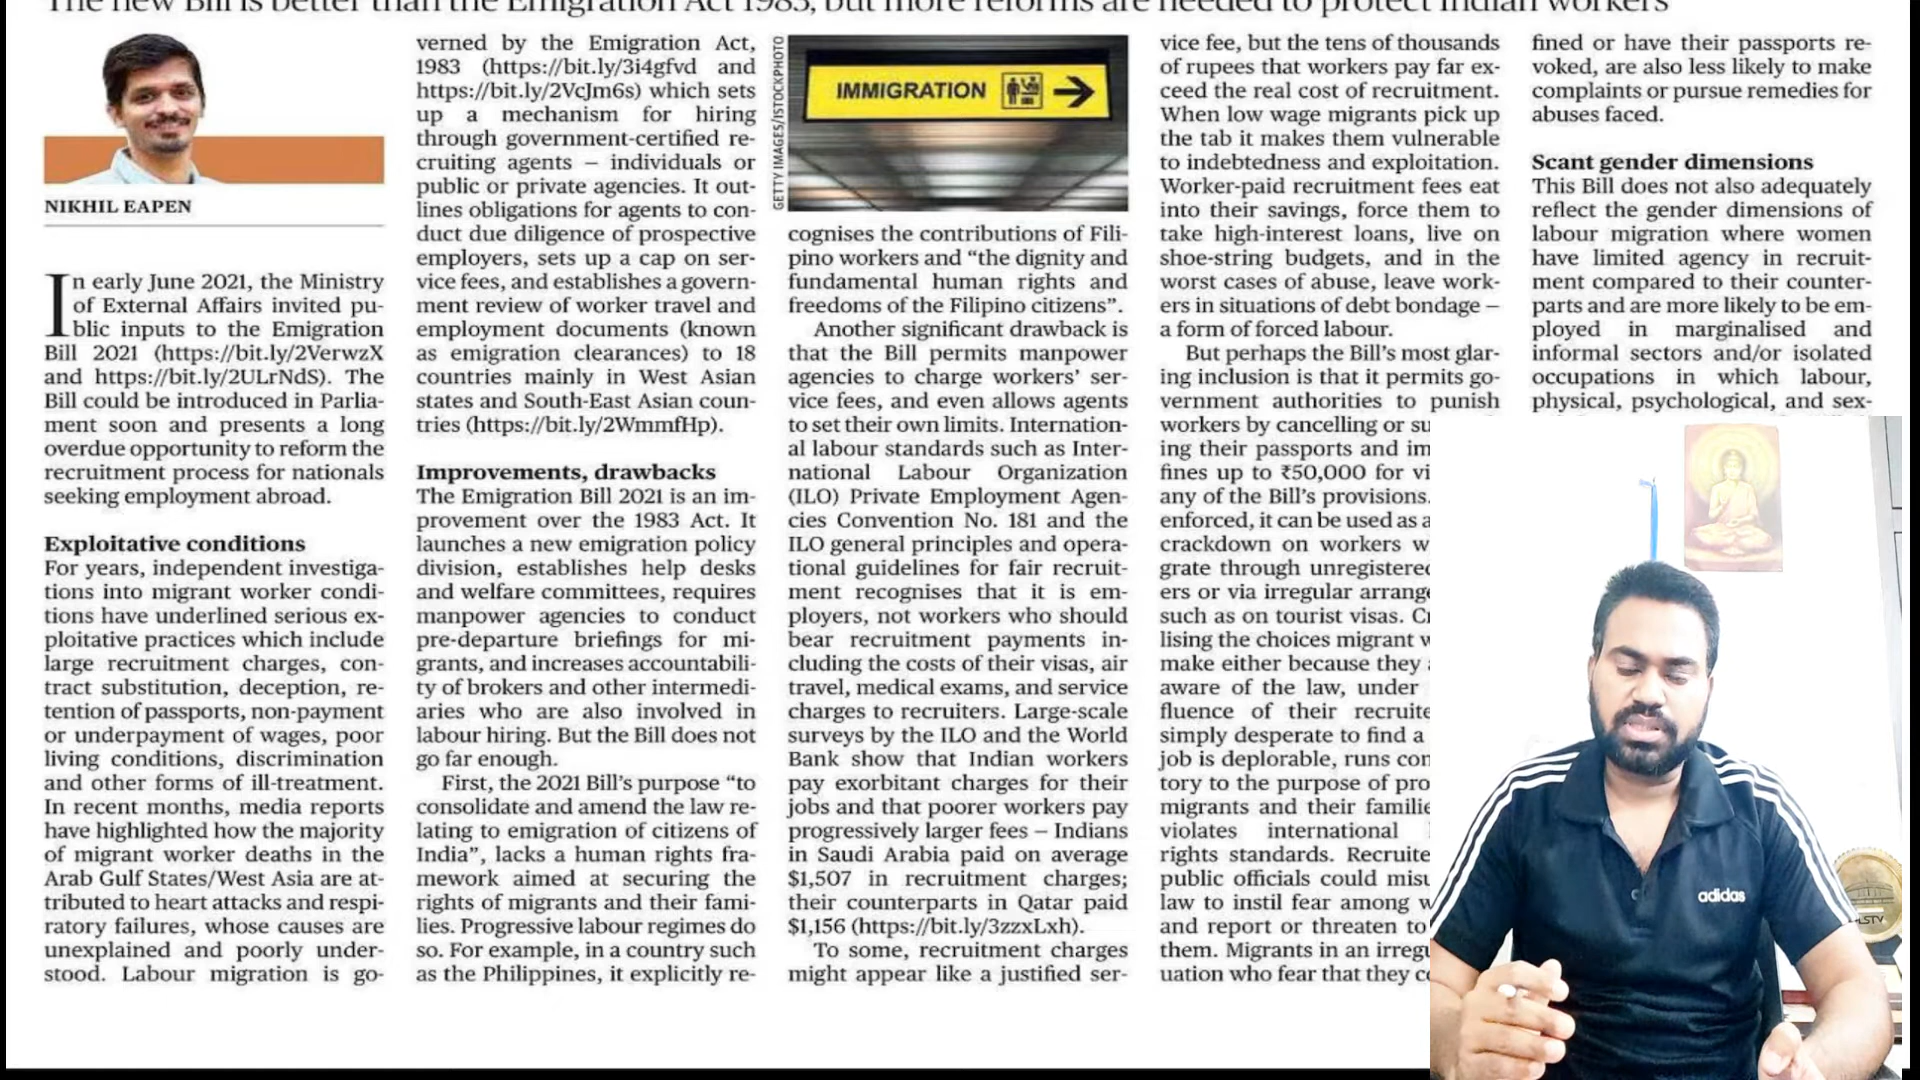 The new Bill is better than the Emigration Act 1983, but more reforms are needed to protect Indian workers
NIKHIL EAPEN
In early June 2021, the Ministry
of External Affairs invited pu-
blic inputs to the Emigration
Bill 2021 (https://bit.ly/2VerwzX
and https://bit.ly/2ULrNdS). The
Bill could be introduced in Parlia-
ment soon and presents a long
overdue opportunity to reform the
recruitment process for nationals
seeking employment abroad.
Exploitative conditions
For years, independent investiga-
tions into migrant worker condi-
tions have underlined serious ex-
ploitative practices which include
large recruitment charges, con-
tract substitution, deception, re-
tention of passports, non-payment
or underpayment of wages, poor
living conditions, discrimination
and other forms of ill-treatment.
In recent months, media reports
have highlighted how the majority
of migrant worker deaths in the
Arab Gulf States/West Asia are at-
tributed to heart attacks and respi-
ratory failures, whose causes are
unexplained and poorly under-
stood. Labour migration is go-
verned by the Emigration Act,
1983 (https://bit.ly/3i4gfvd and
https://bit.ly/2VcJm6s) which sets
up a mechanism for hiring
through government-certified re-
cruiting agents – individuals or
public or private agencies. It out-
lines obligations for agents to con-
duct due diligence of prospective
employers, sets up a cap on ser-
vice fees, and establishes a govern-
ment review of worker travel and
employment documents (known
as emigration clearances) to 18
countries mainly in West Asian
states and South-East Asian coun-
tries (https://bit.ly/2WmmfHp).
Improvements, drawbacks
The Emigration Bill 2021 is an im-
provement over the 1983 Act. It
launches a new emigration policy
division, establishes help desks
and welfare committees, requires
manpower agencies to conduct
pre-departure briefings for mi-
grants, and increases accountabili-
ty of brokers and other intermedi-
aries who are also involved in
labour hiring. But the Bill does not
go far enough.
First, the 2021 Bill's purpose “to
consolidate and amend the law re-
lating to emigration of citizens of
India”, lacks a human rights fra-
mework aimed at securing the
rights of migrants and their fami-
lies. Progressive labour regimes do
so. For example, in a country such
as the Philippines, it explicitly re-
GETTY IMAGES/ISTOCKPHOTO
IMMIGRATION
cognises the contributions of Fili-
pino workers and “the dignity and
fundamental human rights and
freedoms of the Filipino citizens”.
Another significant drawback is
that the Bill permits manpower
agencies to charge workers’ ser-
vice fees, and even allows agents
to set their own limits. Internation-
al labour standards such as Inter-
national Labour Organization
(ILO) Private Employment Agen-
cies Convention No. 181 and the
ILO general principles and opera-
tional guidelines for fair recruit-
ment recognises that it is em-
ployers, not workers who should
bear recruitment payments in-
cluding the costs of their visas, air
travel, medical exams, and service
charges to recruiters. Large-scale
surveys by the ILO and the World
Bank show that Indian workers
pay exorbitant charges for their
jobs and that poorer workers pay
progressively larger fees – Indians
in Saudi Arabia paid on average
$1,507 in recruitment charges;
their counterparts in Qatar paid
$1,156 (https://bit.ly/3zzxLxh).
To some, recruitment charges
might appear like a justified ser-
vice fee, but the tens of thousands
of rupees that workers pay far ex-
ceed the real cost of recruitment.
When low wage migrants pick up
the tab it makes them vulnerable
to indebtedness and exploitation.
Worker-paid recruitment fees eat
into their savings, force them to
take high-interest loans, live on
shoe-string budgets, and in the
worst cases of abuse, leave work-
ers in situations of debt bondage –
a form of forced labour.
But perhaps the Bill's most glar-
ing inclusion is that it permits go-
vernment authorities to punish
workers by cancelling or su
ing their passports and im
fines up to ₹50,000 for vi
any of the Bill's provisions.
enforced, it can be used as a
crackdown on workers w
grate through unregistered
ers or via irregular arrange
such as on tourist visas. Cr
lising the choices migrant w
make either because they
aware of the law, under
fluence of their recruite
simply desperate to find a
job is deplorable, runs con
tory to the purpose of pro
migrants and their familie
violates international
rights standards. Recruite
public officials could misu
law to instil fear among w
and report or threaten to
them. Migrants in an irregu
uation who fear that they co
fined or have their passports re-
voked, are also less likely to make
complaints or pursue remedies for
abuses faced.
Scant gender dimensions
This Bill does not also adequately
reflect the gender dimensions of
labour migration where women
have limited agency in recruit-
ment compared to their counter-
parts and are more likely to be em-
ployed in marginalised and
informal sectors and/or isolated
occupations in which labour,
physical, psychological, and sex-
adidas